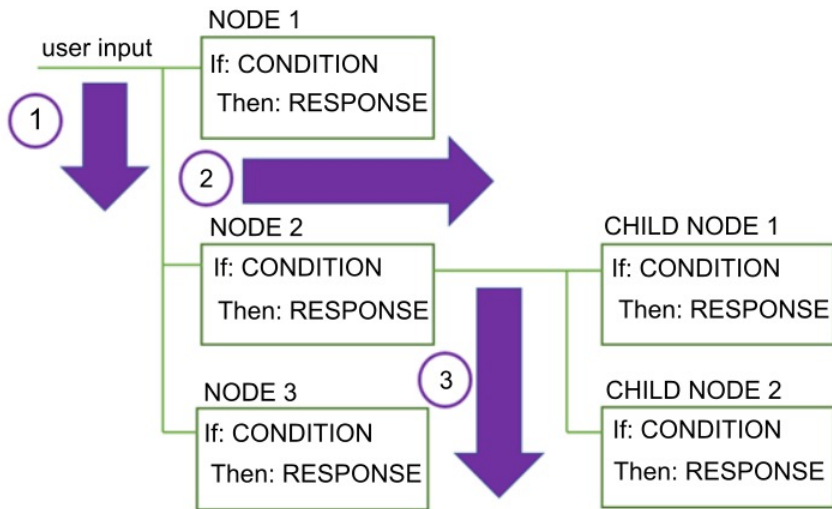 NODE 1
user input
If: CONDITION
Then: RESPONSE
1
2
NODE 2
If: CONDITION
Then: RESPONSE
CHILD NODE 1
If: CONDITION
Then: RESPONSE
3
NODE 3
If: CONDITION
Then: RESPONSE
CHILD NODE 2
If: CONDITION
Then: RESPONSE